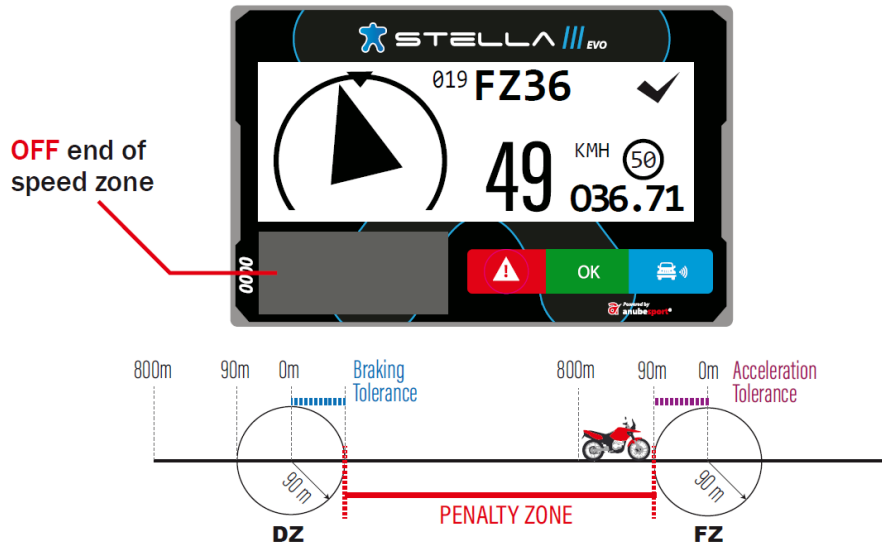 STELLA III EVO
019 FZ36
OFF end of
speed zone
49 KMH 50
036.71
0000
OK
Powered by
anubesport
800m 90m 0m Braking
Tolerance
800m 90m 0m Acceleration
Tolerance
90 m
90 m
PENALTY ZONE
DZ
FZ